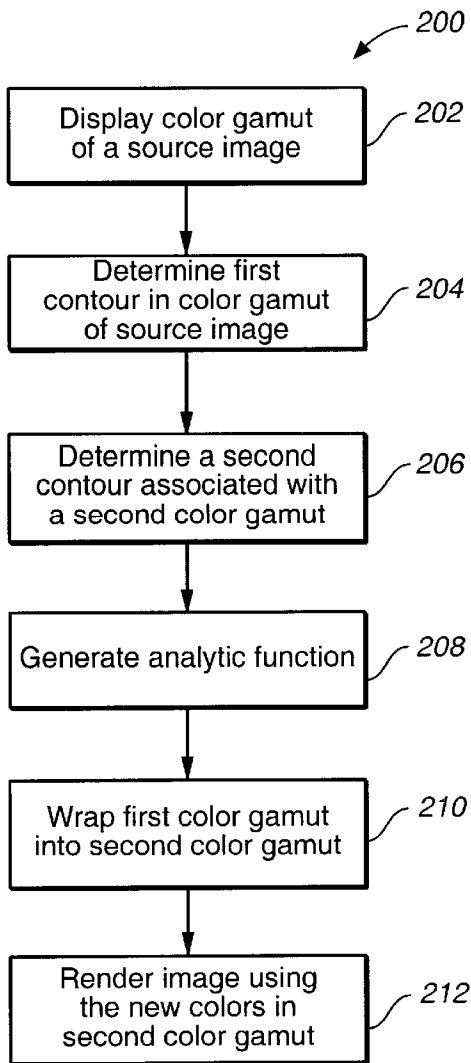 200
Display color gamut
of a source image
202
Determine first
contour in color gamut
of source image
204
Determine a second
contour associated with
a second color gamut
206
Generate analytic function
208
Wrap first color gamut
into second color gamut
210
Render image using
the new colors in
second color gamut
212